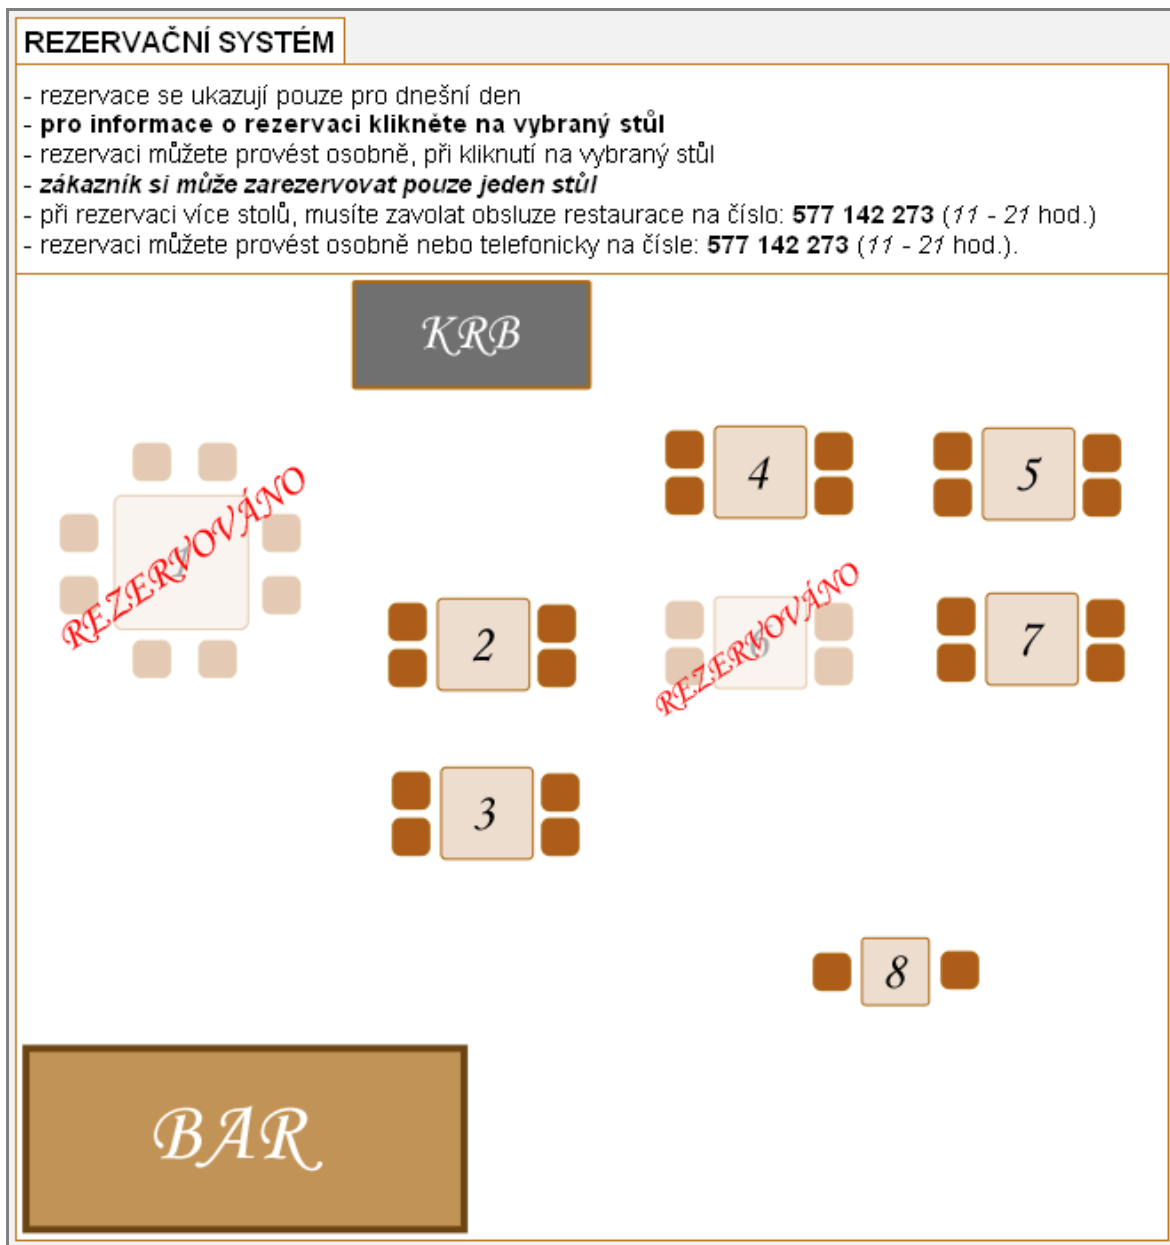 REZERVAČNÍ SYSTÉM
- rezervace se ukazují pouze pro dnešní den
- pro informace o rezervaci klikněte na vybraný stůl
- rezervaci můžete provést osobně, při kliknutí na vybraný stůl
- zákazník si může zarezervovat pouze jeden stůl
- při rezervaci více stolů, musíte zavolat obsluze restaurace na číslo: 577 142 273 (11 - 21 hod.)
- rezervaci můžete provést osobně nebo telefonicky na čísle: 577 142 273 (11 - 21 hod.).
KRB
4
5
1
REZERVOVÁNO
2
6
REZERVOVÁNO
7
3
8
BAR